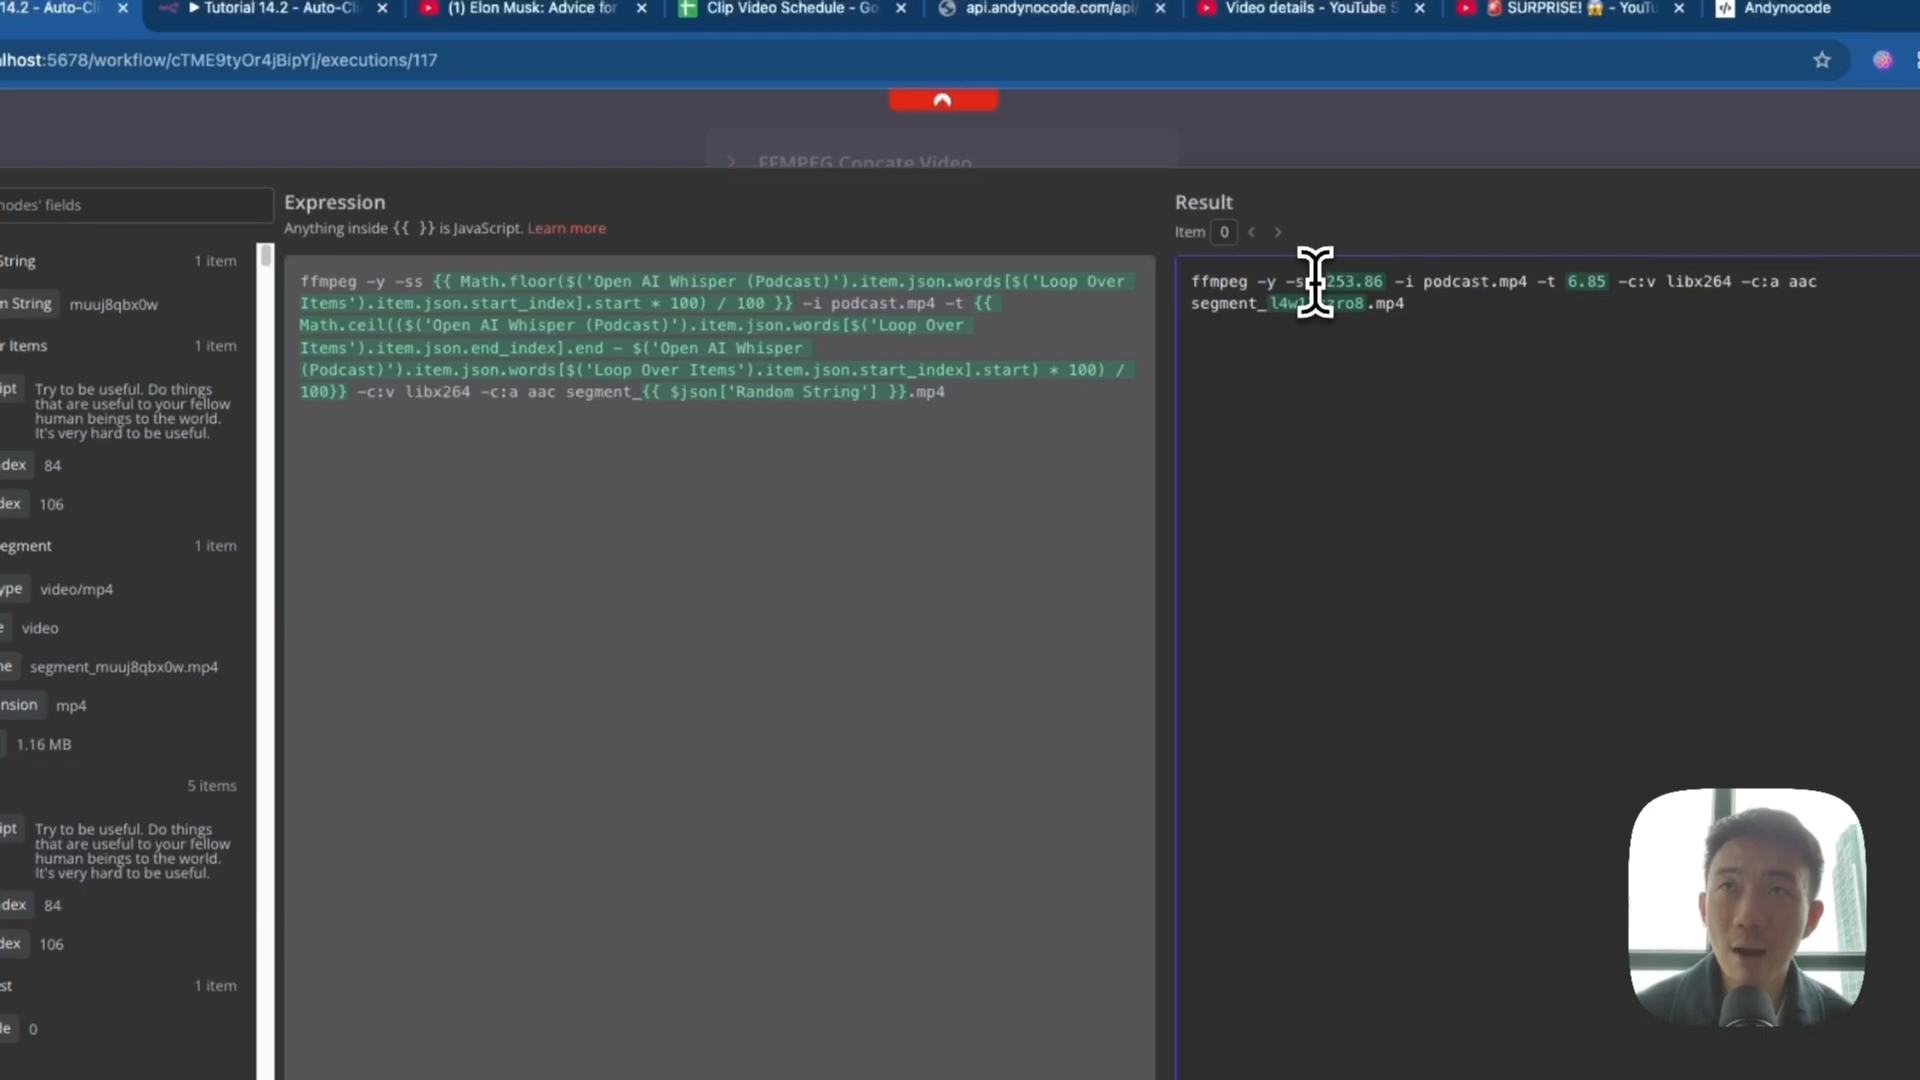 14.2 - Auto-Cli
▶ Tutorial 14.2 - Auto-Cli
(1) Elon Musk: Advice for
Clip Video Schedule - Go
api.andynocode.com/api/
Video details - YouTube S
SURPRISE! 😱 - YouTu
Andynocode
lhost:5678/workflow/cTME9tyOr4jBipYj/executions/117
FFMPEG Concate Video
nodes' fields
String
1 item
m String
muuj8qbx0w
r Items
1 item
ipt
Try to be useful. Do things
that are useful to your fellow
human beings to the world.
It's very hard to be useful.
dex
84
dex
106
egment
1 item
ype
video/mp4
e
video
ne
segment_muuj8qbx0w.mp4
nsion
mp4
1.16 MB
5 items
ipt
Try to be useful. Do things
that are useful to your fellow
human beings to the world.
It's very hard to be useful.
dex
84
dex
106
st
1 item
de
0
Expression
Anything inside {{ }} is JavaScript. Learn more
ffmpeg -y -ss {{ Math.floor($('Open AI Whisper (Podcast)').item.json.words[$('Loop Over
Items').item.json.start_index].start * 100) / 100 }} -i podcast.mp4 -t {{
Math.ceil(($('Open AI Whisper (Podcast)').item.json.words[$('Loop Over
Items').item.json.end_index].end - $('Open AI Whisper
(Podcast)').item.json.words[$('Loop Over Items').item.json.start_index].start) * 100) /
100}} -c:v libx264 -c:a aac segment_{{ $json['Random String'] }}.mp4
Result
Item 0
ffmpeg -y 253.86 -i podcast.mp4 -t 6.85 -c:v libx264 -c:a aac
.mp4